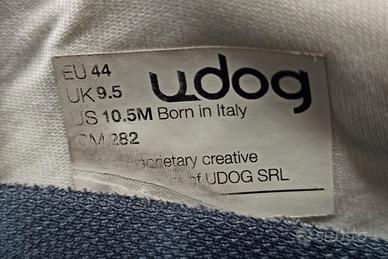 EU 44 udog
UK 9.5
US 10.5M Born in Italy
CM 282
creative
of UDOG SRL